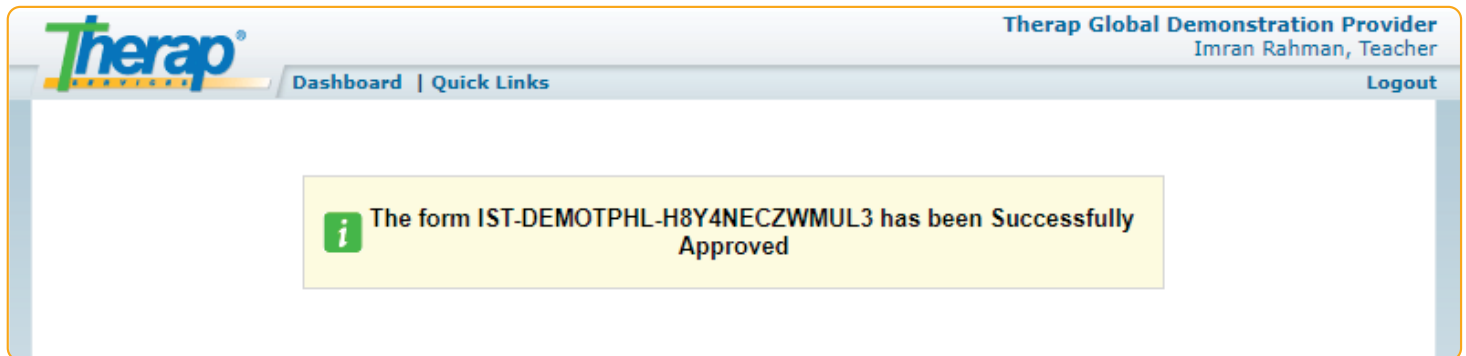 Therap®
SERVICES
Therap Global Demonstration Provider
Imran Rahman, Teacher
Dashboard | Quick Links
Logout
i
The form IST-DEMOTPHL-H8Y4NECZWMUL3 has been Successfully
Approved